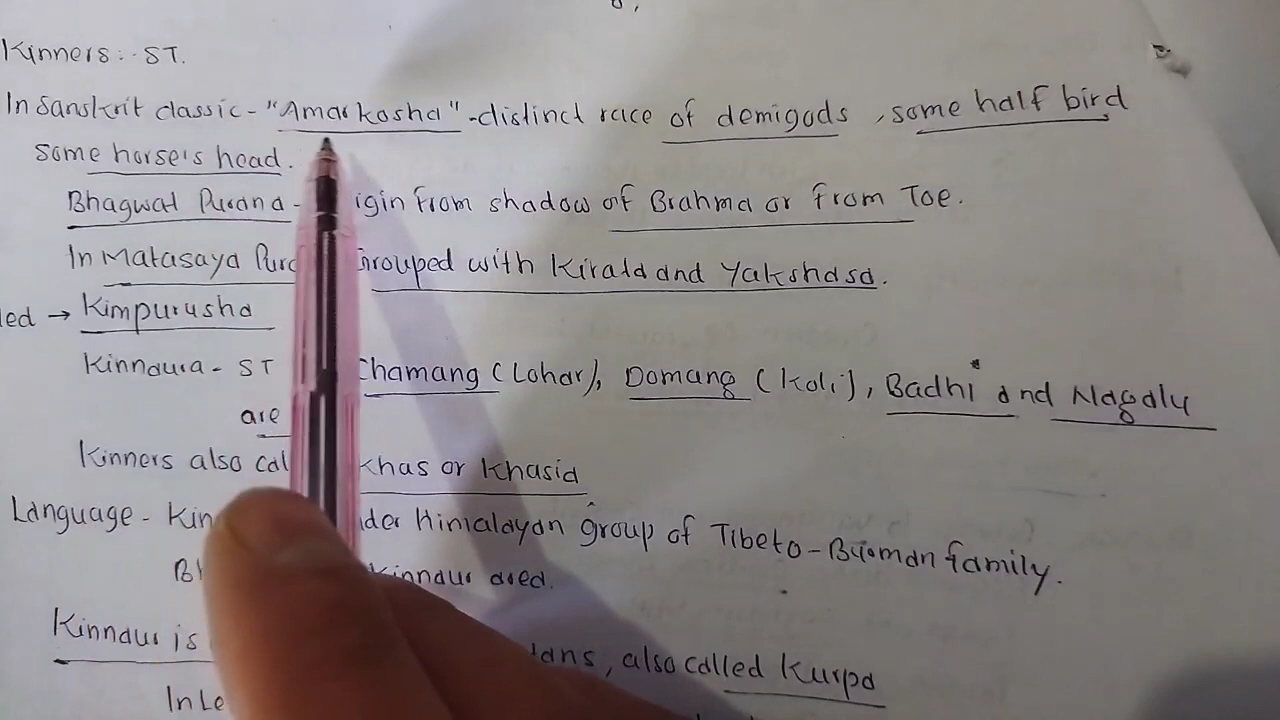 Kinners:- ST.
In Sanskrit classic - "Amarkosha" - distinct race of demigods, some half bird
some horse's head.
Bhagwat Purana - igin from shadow of Brahma or from Toe.
In Matasaya Pur Grouped with Kirata and Yakshasa.
led → Kimpurusha
Kinnaura - ST Chamang (Lohar), Domang (Koli), Badhi and Nagalu
are
Kinners also cal Khas or Khasia
Language - Kin der Himalayan group of Tibeto-Burman family.
Kinnaur area.
Kinnaur is ans, also called Kurpa
In Le